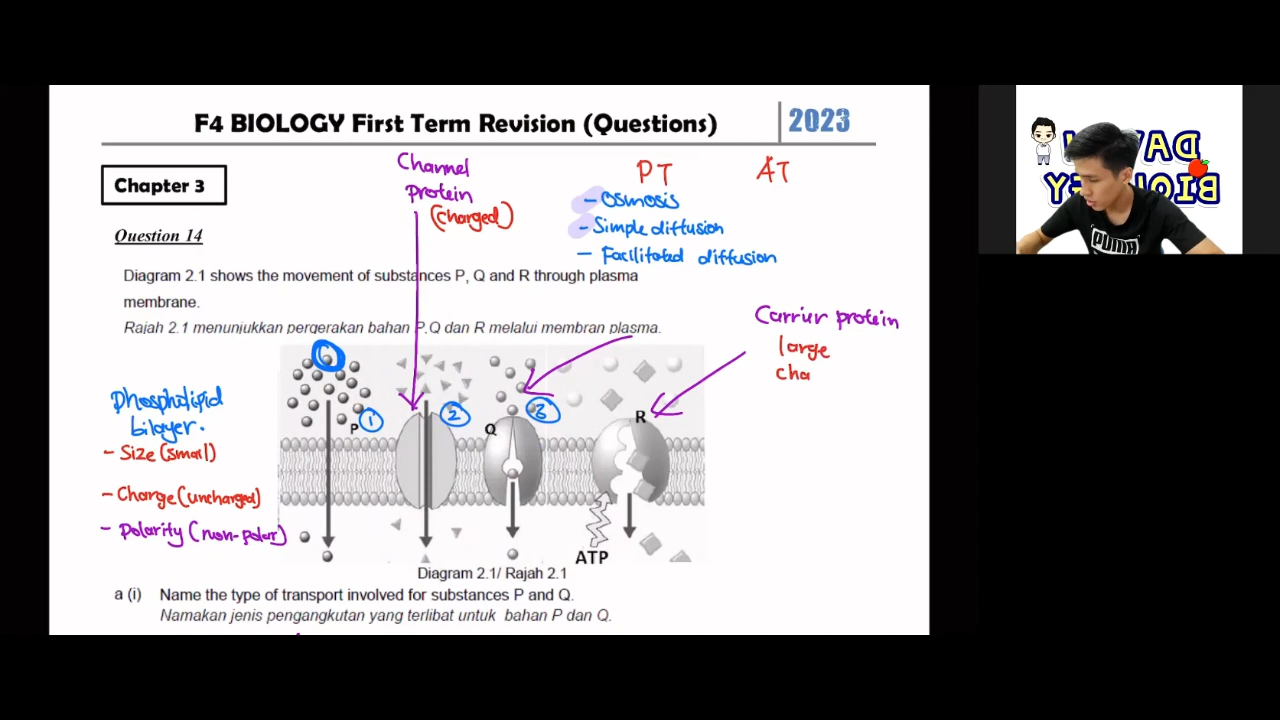 F4 BIOLOGY First Term Revision (Questions)
2023
Chapter 3
Channel
protein
(charged)
PT
AT
- Osmosis
- Simple diffusion
- Facilitated diffusion
Question 14
Diagram 2.1 shows the movement of substances P, Q and R through plasma
membrane.
Rajah 2.1 menunjukkan pergerakan bahan P,Q dan R melalui membran plasma.
Carrier protein
large
cha
Phospholipid
bilayer.
- Size (small)
- Charge (uncharged)
- Polarity (non-polar)
P
1
2
Q
3
R
ATP
Diagram 2.1/ Rajah 2.1
a (i) Name the type of transport involved for substances P and Q.
Namakan jenis pengangkutan yang terlibat untuk bahan P dan Q.
PUMA